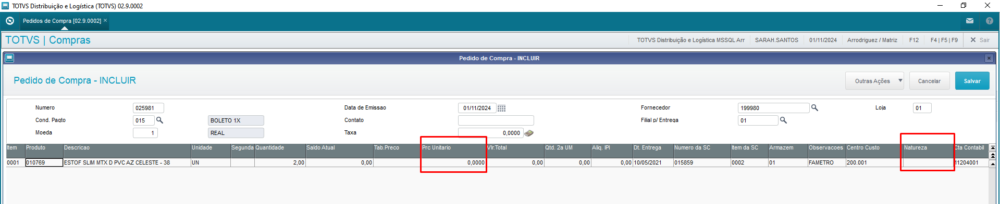 TOTVS Distribuição e Logística (TOTVS) 02.9.0002
Pedidos de Compra [02.9.0002] ×
TOTVS | Compras
TOTVS Distribuição e Logística MSSQL Arr
SARAH.SANTOS
01/11/2024
Arrodriguez / Matriz
F12
F4 | F5 | F9
Sair
Pedido de Compra - INCLUIR
Pedido de Compra - INCLUIR
Outras Ações
Cancelar
Salvar
Numero 025981 Data de Emissao 01/11/2024 Fornecedor 199980 Loja 01
Cond. Pagto 015 BOLETO 1X Contato Filial p/ Entrega 01
Moeda 1 REAL Taxa 0,0000
Item Produto Descricao Unidade Segunda Quantidade Saldo Atual Tab.Preco Prc Unitario Vlr.Total Qtd. 2a UM Aliq. IPI Dt. Entrega Numero da SC Item da SC Armazem Observacoes Centro Custo Natureza Cta Contabil
0001 010769 ESTOF SLIM MTX D PVC AZ CELESTE - 38 UN 2,00 0,00 0,0000 0,00 0,00 0,00 10/05/2021 015859 0002 01 FAMETRO 200.001 11204001